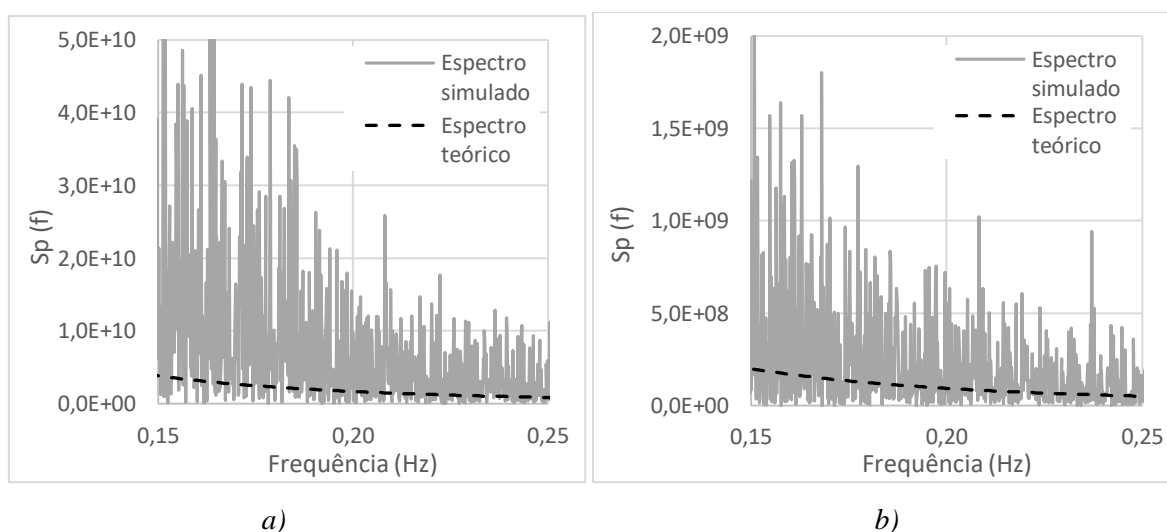 5,0E+10
4,0E+10
3,0E+10
2,0E+10
1,0E+10
0,0E+00
Sp (f)
0,15
0,20
0,25
Frequência (Hz)
Espectro
simulado
Espectro
teórico
a)
2,0E+09
1,5E+09
1,0E+09
5,0E+08
0,0E+00
Sp (f)
0,15
0,20
0,25
Frequência (Hz)
Espectro
simulado
Espectro
teórico
b)